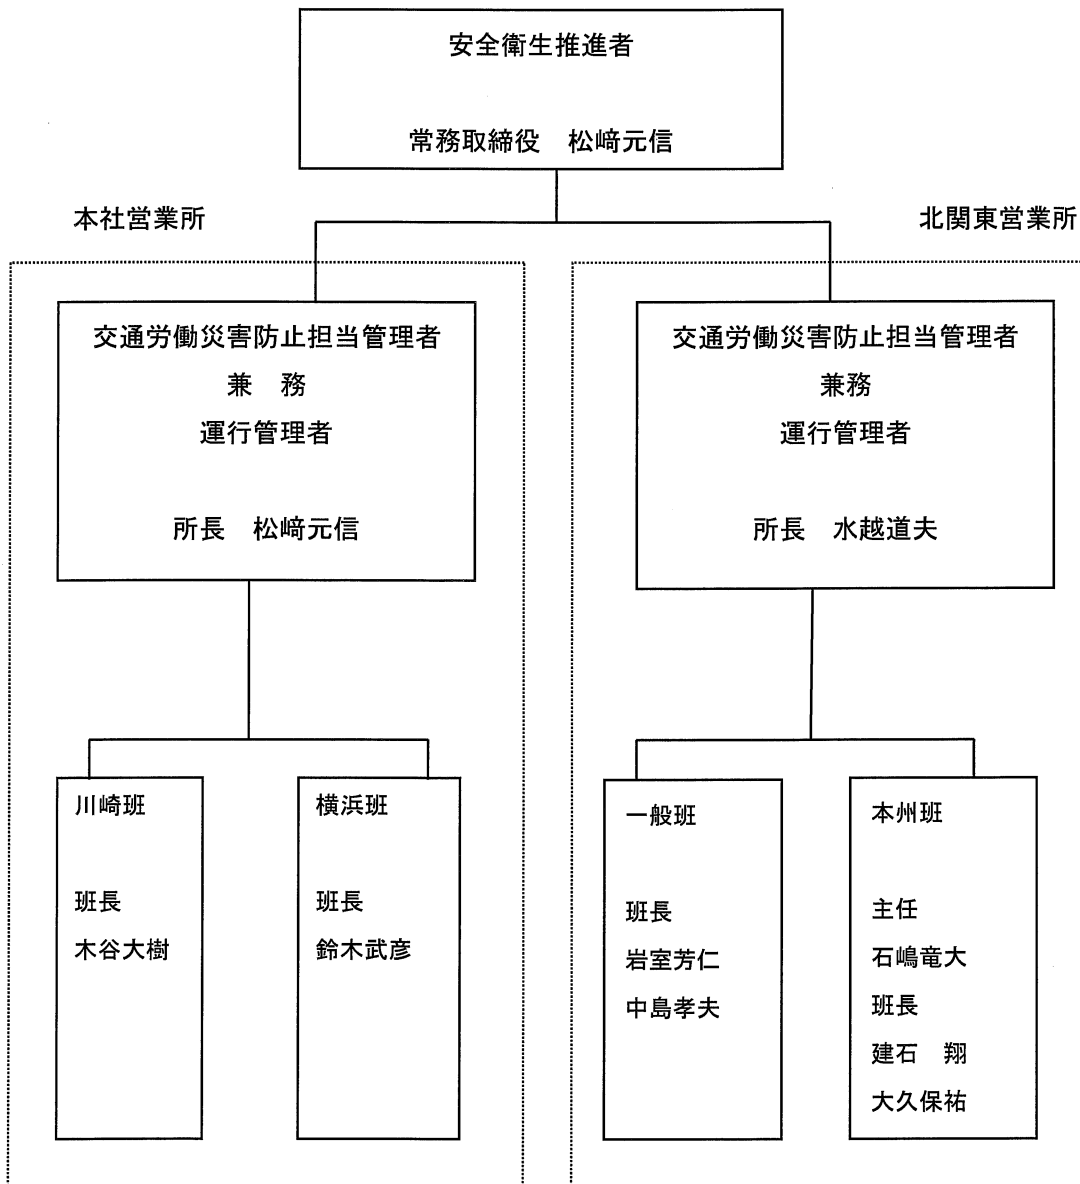 安全衛生推進者
常務取締役　松﨑元信
本社営業所
北関東営業所
交通労働災害防止担当管理者
兼　務
運行管理者
所長　松﨑元信
交通労働災害防止担当管理者
兼務
運行管理者
所長　水越道夫
川崎班
班長
木谷大樹
横浜班
班長
鈴木武彦
一般班
班長
岩室芳仁
中島孝夫
本州班
主任
石嶋竜大
班長
建石　翔
大久保祐